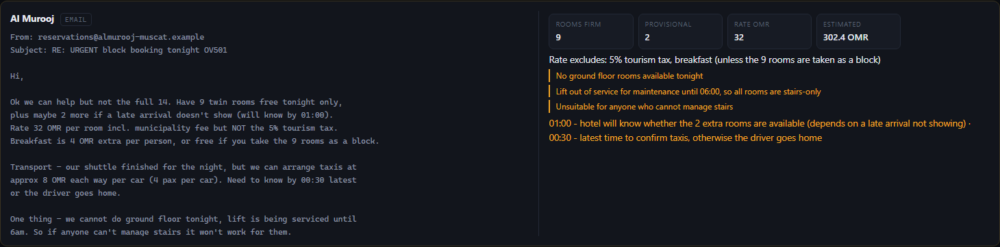 Al Murooj EMAIL
From: reservations@almurooj-muscat.example
Subject: RE: URGENT block booking tonight OV501
Hi,
Ok we can help but not the full 14. Have 9 twin rooms free tonight only,
plus maybe 2 more if a late arrival doesn't show (will know by 01:00).
Rate 32 OMR per room incl. municipality fee but NOT the 5% tourism tax.
Breakfast is 4 OMR extra per person, or free if you take the 9 rooms as a block.
Transport – our shuttle finished for the night, but we can arrange taxis at
approx 8 OMR each way per car (4 pax per car). Need to know by 00:30 latest
or the driver goes home.
One thing – we cannot do ground floor tonight, lift is being serviced until
6am. So if anyone can't manage stairs it won't work for them.
ROOMS FIRM
9
PROVISIONAL
2
RATE OMR
32
ESTIMATED
302.4 OMR
Rate excludes: 5% tourism tax, breakfast (unless the 9 rooms are taken as a block)
No ground floor rooms available tonight
Lift out of service for maintenance until 06:00, so all rooms are stairs-only
Unsuitable for anyone who cannot manage stairs
01:00 - hotel will know whether the 2 extra rooms are available (depends on a late arrival not showing) ·
00:30 - latest time to confirm taxis, otherwise the driver goes home